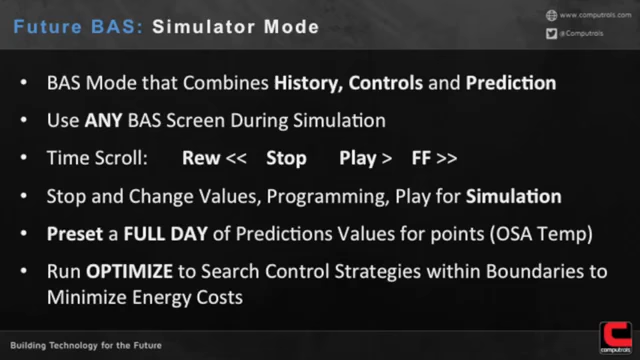 Future BAS: Simulator Mode
www.computrols.com
@Computrols
• BAS Mode that Combines History, Controls and Prediction
• Use ANY BAS Screen During Simulation
• Time Scroll: Rew << Stop Play > FF >>
• Stop and Change Values, Programming, Play for Simulation
• Preset a FULL DAY of Predictions Values for points (OSA Temp)
• Run OPTIMIZE to Search Control Strategies within Boundaries to
Minimize Energy Costs
Building Technology for the Future
computrols